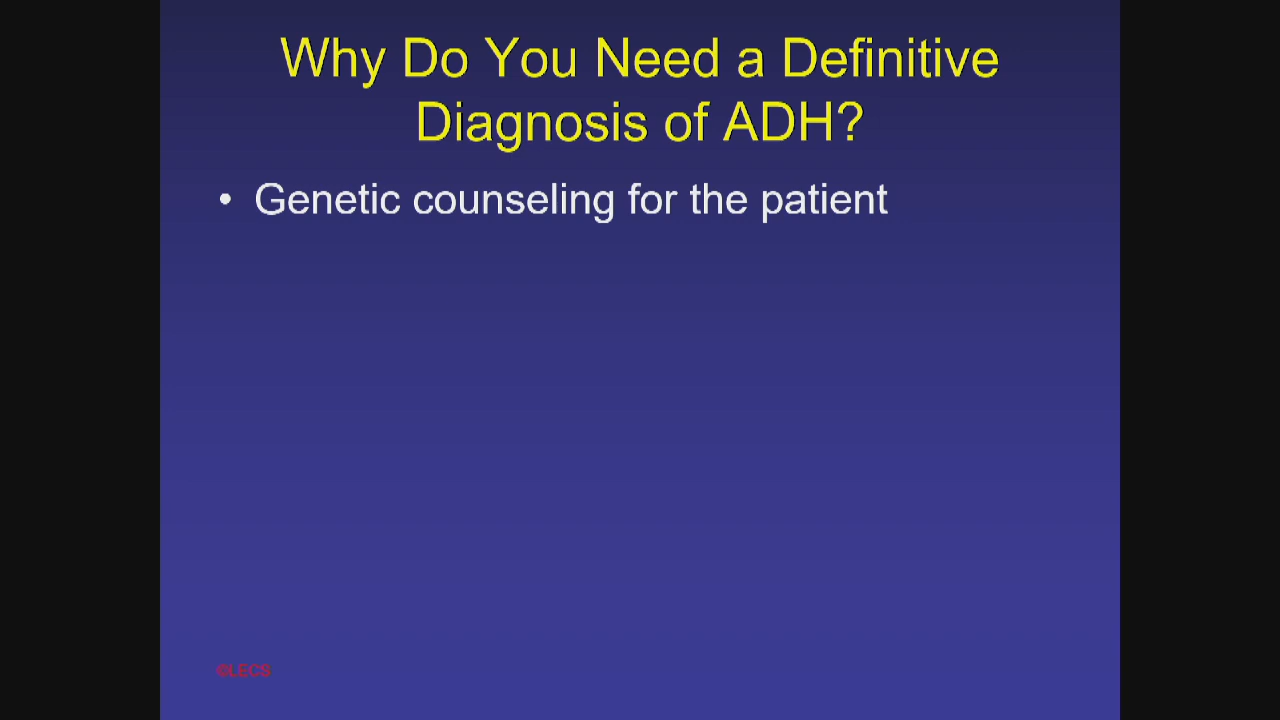 Why Do You Need a Definitive
Diagnosis of ADH?
• Genetic counseling for the patient
©LECS